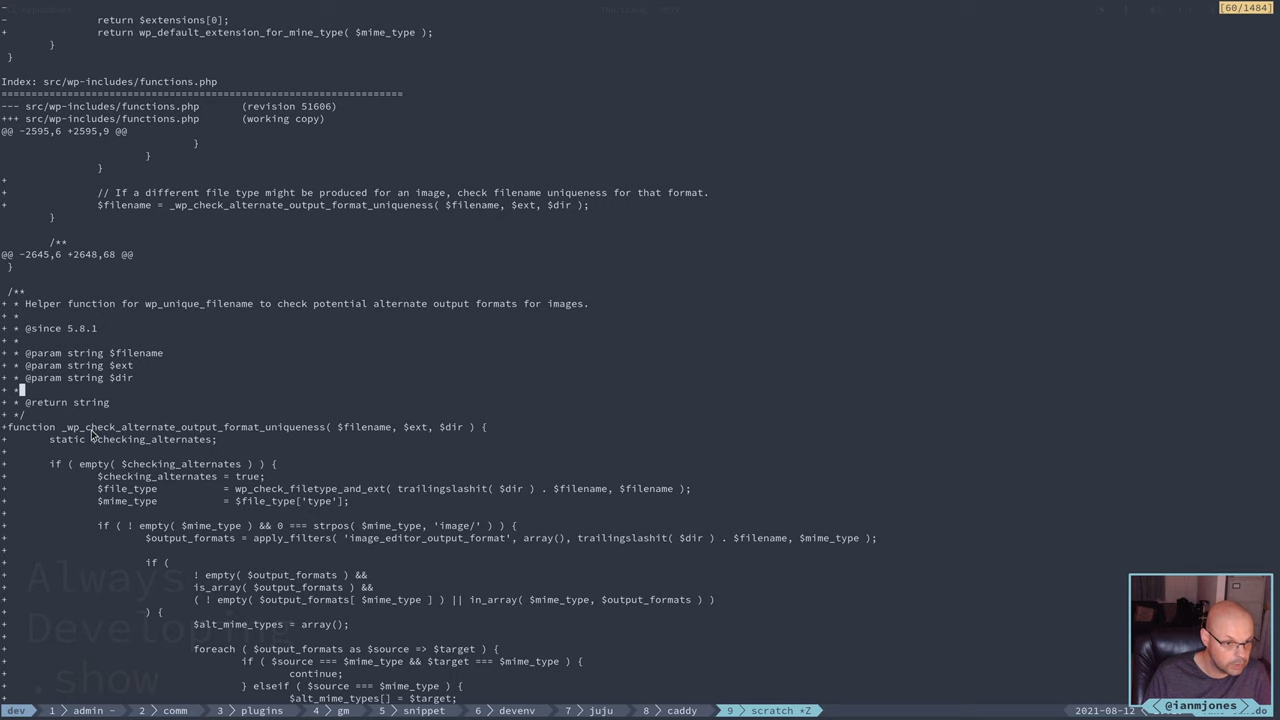 [60/1484]
-
-            return $extensions[0];
+            return wp_default_extension_for_mine_type( $mime_type );
        }
 }
Index: src/wp-includes/functions.php
===================================================================
--- src/wp-includes/functions.php       (revision 51606)
+++ src/wp-includes/functions.php       (working copy)
@@ -2595,6 +2595,9 @@
                                }
                        }
                }
+
+               // If a different file type might be produced for an image, check filename uniqueness for that format.
+               $filename = _wp_check_alternate_output_format_uniqueness( $filename, $ext, $dir );
        }
        /**
@@ -2645,6 +2648,68 @@
 }
 /**
+ * Helper function for wp_unique_filename to check potential alternate output formats for images.
+ *
+ * @since 5.8.1
+ *
+ * @param string $filename
+ * @param string $ext
+ * @param string $dir
+ *
+ * @return string
+ */
+function _wp_check_alternate_output_format_uniqueness( $filename, $ext, $dir ) {
+       static $checking_alternates;
+
+       if ( empty( $checking_alternates ) ) {
+               $checking_alternates = true;
+               $file_type           = wp_check_filetype_and_ext( trailingslashit( $dir ) . $filename, $filename );
+               $mime_type           = $file_type['type'];
+
+               if ( ! empty( $mime_type ) && 0 === strpos( $mime_type, 'image/' ) ) {
+                       $output_formats = apply_filters( 'image_editor_output_format', array(), trailingslashit( $dir ) . $filename, $mime_type );
+
+                       if (
+                               ! empty( $output_formats ) &&
+                               is_array( $output_formats ) &&
+                               ( ! empty( $output_formats[ $mime_type ] ) || in_array( $mime_type, $output_formats ) )
+                       ) {
+                               $alt_mime_types = array();
+
+                               foreach ( $output_formats as $source => $target ) {
+                                       if ( $source === $mime_type && $target === $mime_type ) {
+                                               continue;
+                                       } elseif ( $source === $mime_type ) {
+                                               $alt_mime_types[] = $target;
Always
Developing
.show
@ianmjones
dev 1 admin - 2 comm 3 plugins 4 gm 5 snippet 6 devenv 7 juju 8 caddy 9 scratch *Z 2021-08-12